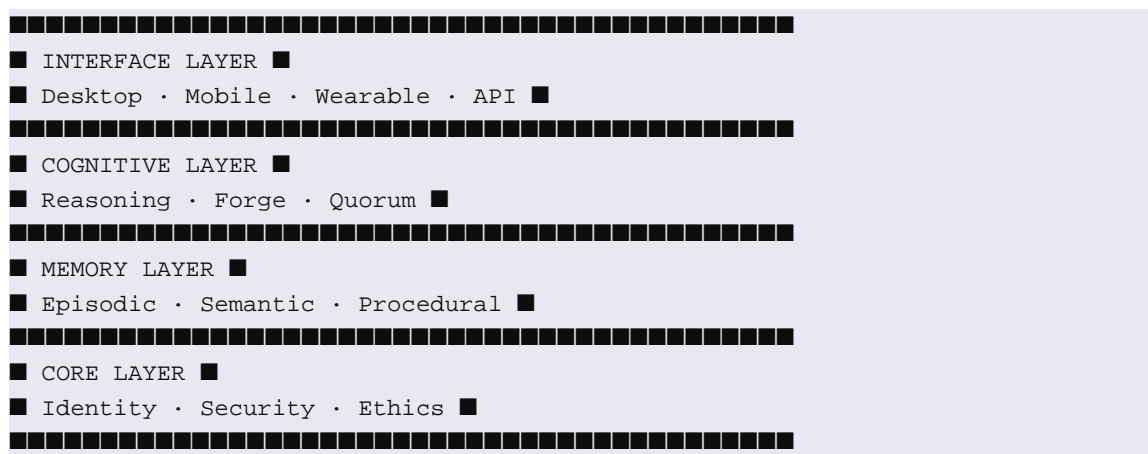 ■■■■■■■■■■■■■■■■■■■■■■■■■■■■■■■■■■■■■■■■■■■
■ INTERFACE LAYER ■
■ Desktop · Mobile · Wearable · API ■
■■■■■■■■■■■■■■■■■■■■■■■■■■■■■■■■■■■■■■■■■■■
■ COGNITIVE LAYER ■
■ Reasoning · Forge · Quorum ■
■■■■■■■■■■■■■■■■■■■■■■■■■■■■■■■■■■■■■■■■■■■
■ MEMORY LAYER ■
■ Episodic · Semantic · Procedural ■
■■■■■■■■■■■■■■■■■■■■■■■■■■■■■■■■■■■■■■■■■■■
■ CORE LAYER ■
■ Identity · Security · Ethics ■
■■■■■■■■■■■■■■■■■■■■■■■■■■■■■■■■■■■■■■■■■■■